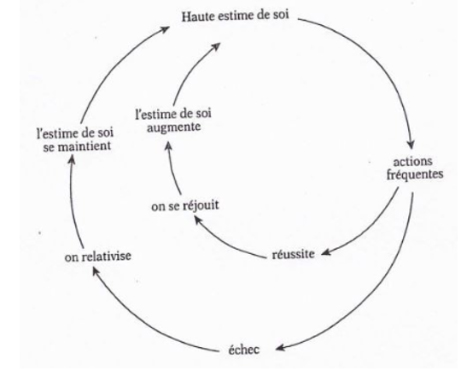 Haute estime de soi
l'estime de soi
augmente
l'estime de soi
se maintient
actions
fréquentes
on se réjouit
réussite
on relativise
échec